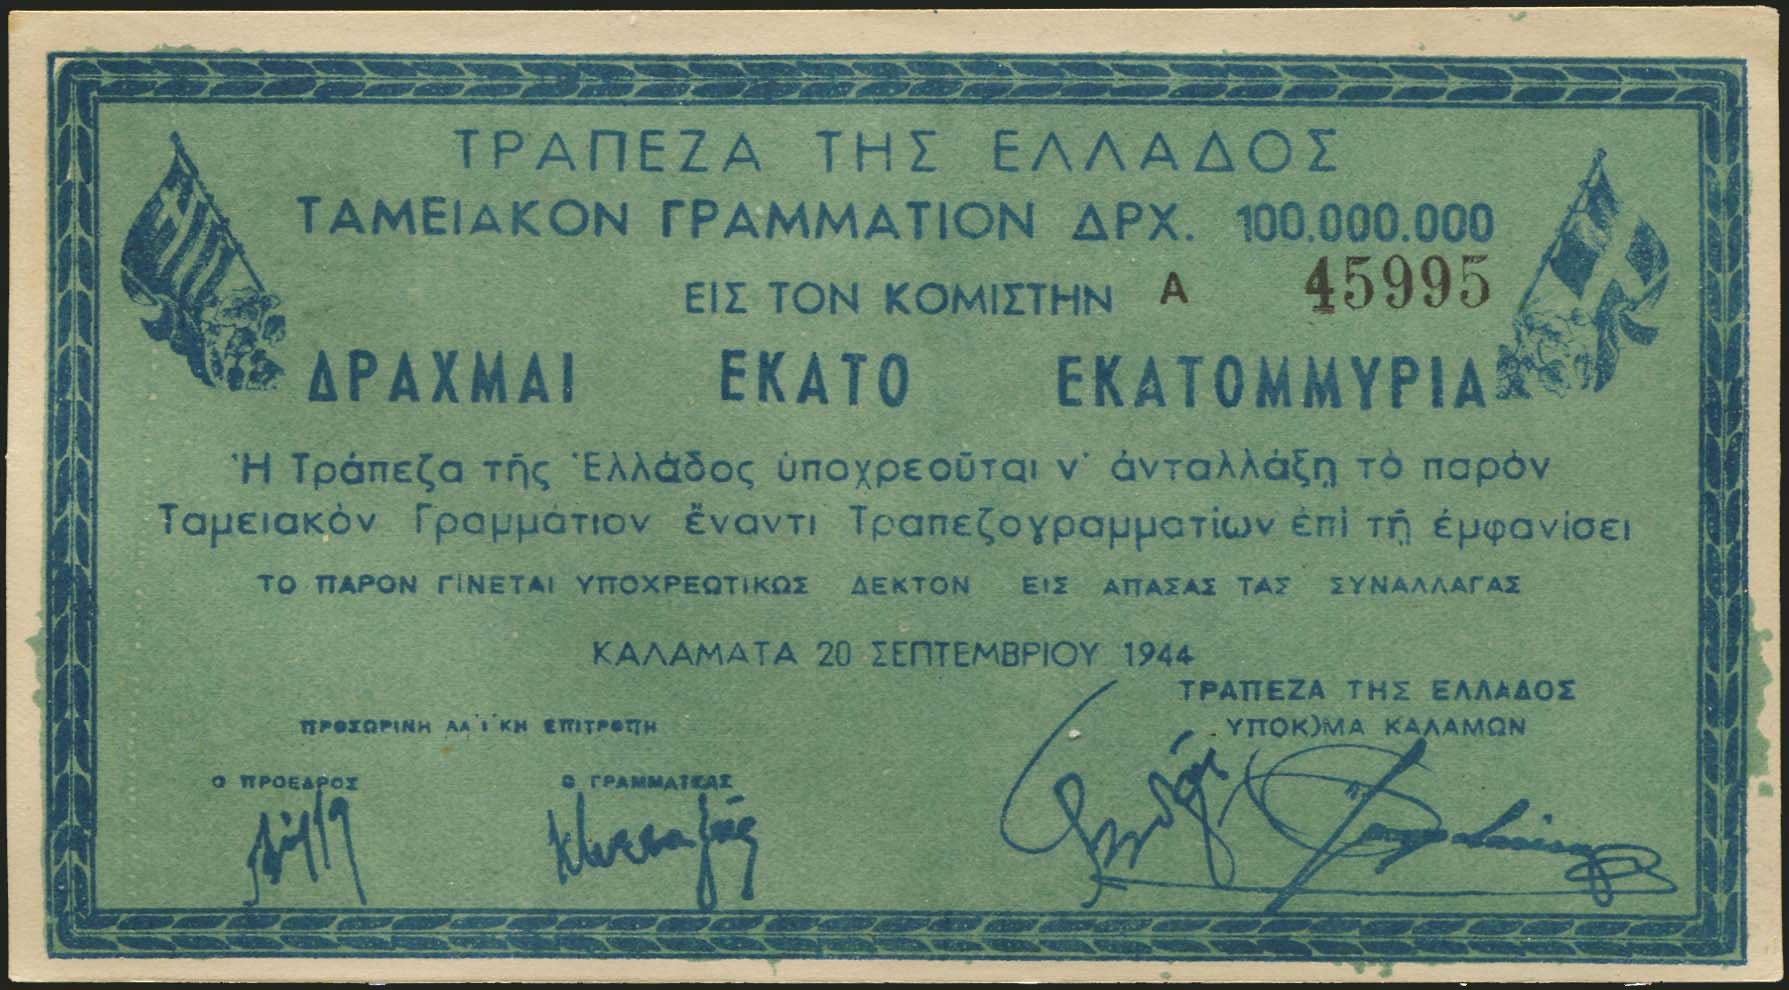 ΤΡΑΠΕΖΑ ΤΗΣ ΕΛΛΑΔΟΣ
ΤΑΜΕΙΑΚΟΝ ΓΡΑΜΜΑΤΙΟΝ ΔΡΧ. 100.000.000
ΕΙΣ ΤΟΝ ΚΟΜΙΣΤΗΝ Α 45995
ΔΡΑΧΜΑΙ ΕΚΑΤΟ ΕΚΑΤΟΜΜΥΡΙΑ
Ἡ Τράπεζα τῆς Ἑλλάδος ὑποχρεοῦται ν' ἀνταλλάξῃ τὸ παρὸν
Ταμειακὸν Γραμμάτιον ἔναντι Τραπεζογραμματίων ἐπὶ τῇ ἐμφανίσει
ΤΟ ΠΑΡΟΝ ΓΙΝΕΤΑΙ ΥΠΟΧΡΕΩΤΙΚΩΣ ΔΕΚΤΟΝ ΕΙΣ ΑΠΑΣΑΣ ΤΑΣ ΣΥΝΑΛΛΑΓΑΣ
ΚΑΛΑΜΑΤΑ 20 ΣΕΠΤΕΜΒΡΙΟΥ 1944
ΤΡΑΠΕΖΑ ΤΗΣ ΕΛΛΑΔΟΣ
ΥΠΟΚ)ΜΑ ΚΑΛΑΜΩΝ
ΠΡΟΣΩΡΙΝΗ ΛΑΪΚΗ ΕΠΙΤΡΟΠΗ
Ο ΠΡΟΕΔΡΟΣ Ο ΓΡΑΜΜΑΤΕΑΣ